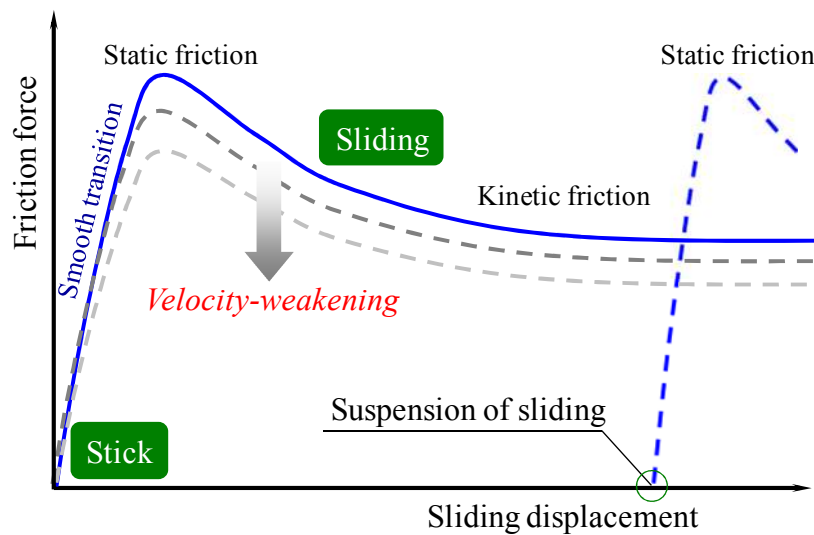 Static friction
Static friction
Friction force
Smooth transition
Sliding
Kinetic friction
Velocity-weakening
Suspension of sliding
Stick
Sliding displacement